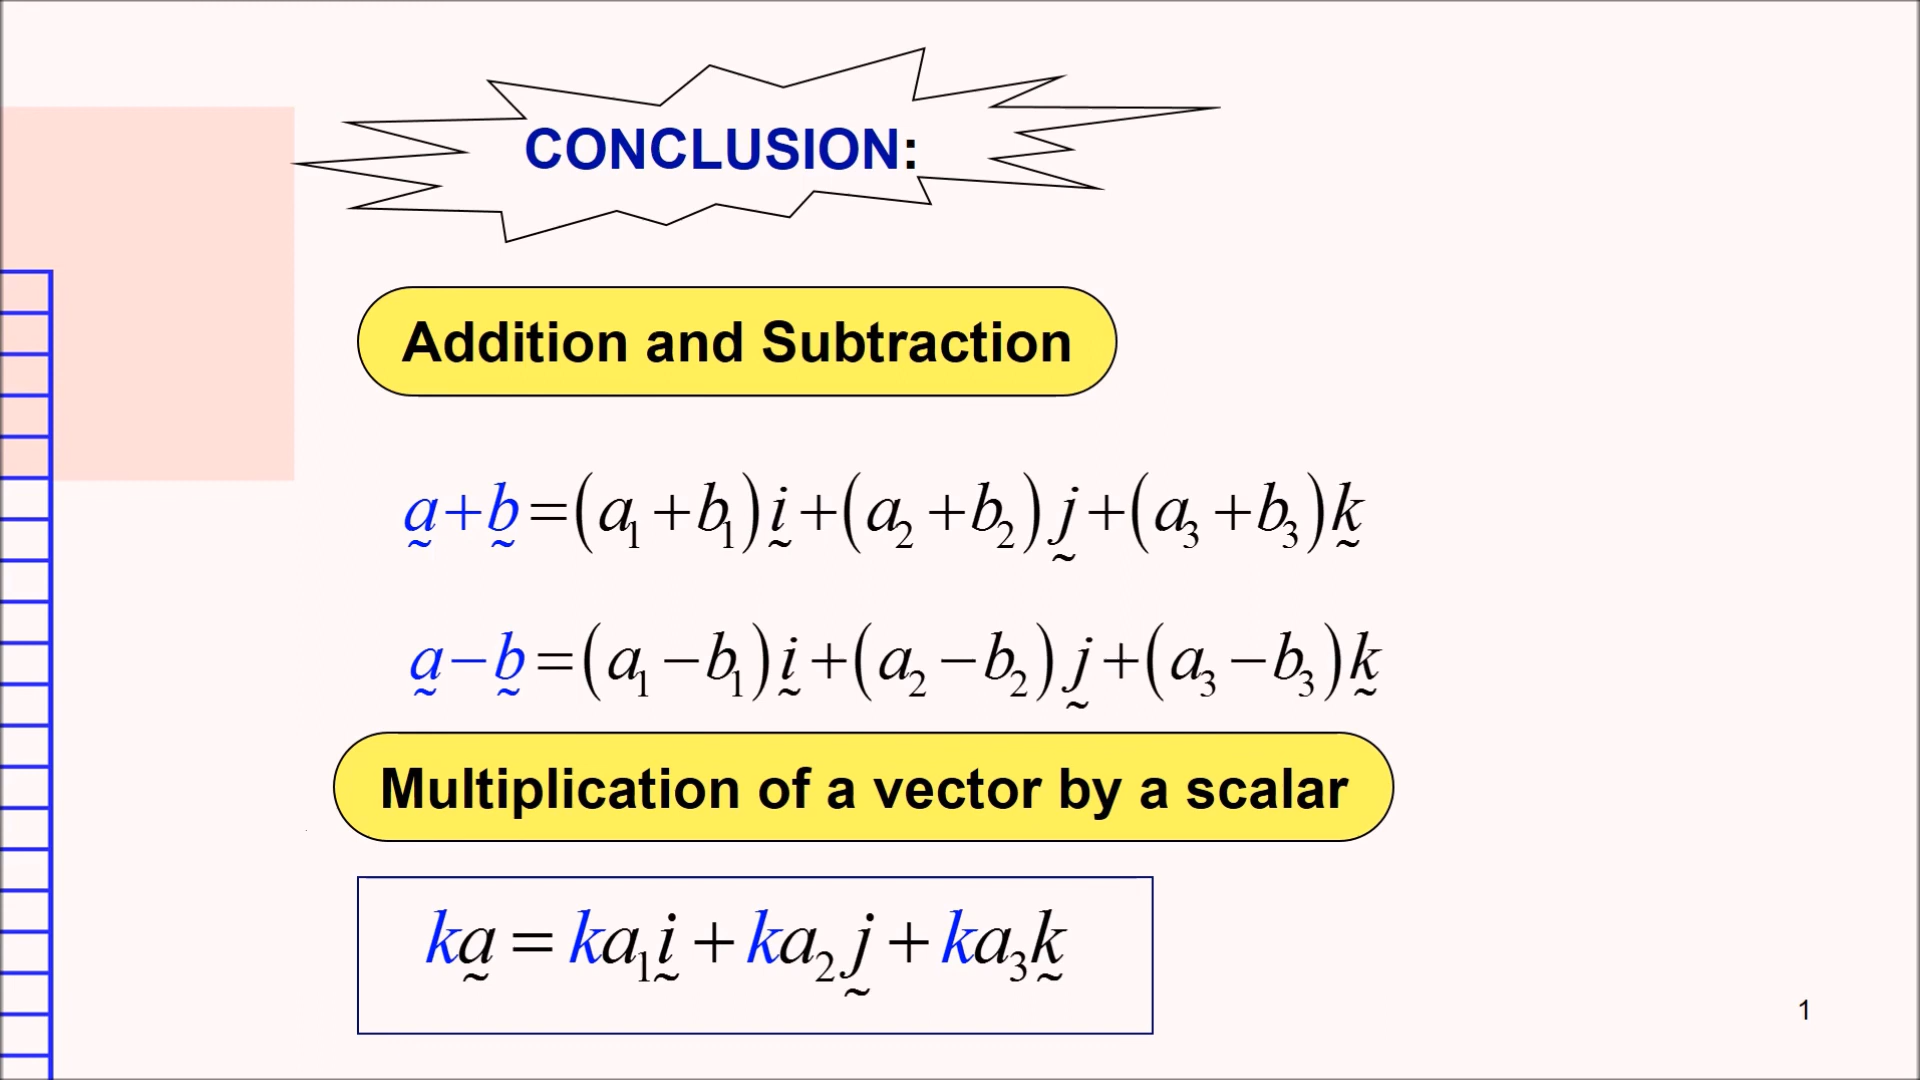 CONCLUSION:
Addition and Subtraction
a̰ + b̰ = (a₁ + b₁) ḭ + (a₂ + b₂) j̰ + (a₃ + b₃) k̰
a̰ − b̰ = (a₁ − b₁) ḭ + (a₂ − b₂) j̰ + (a₃ − b₃) k̰
Multiplication of a vector by a scalar
ka̰ = ka₁ḭ + ka₂j̰ + ka₃k̰
1